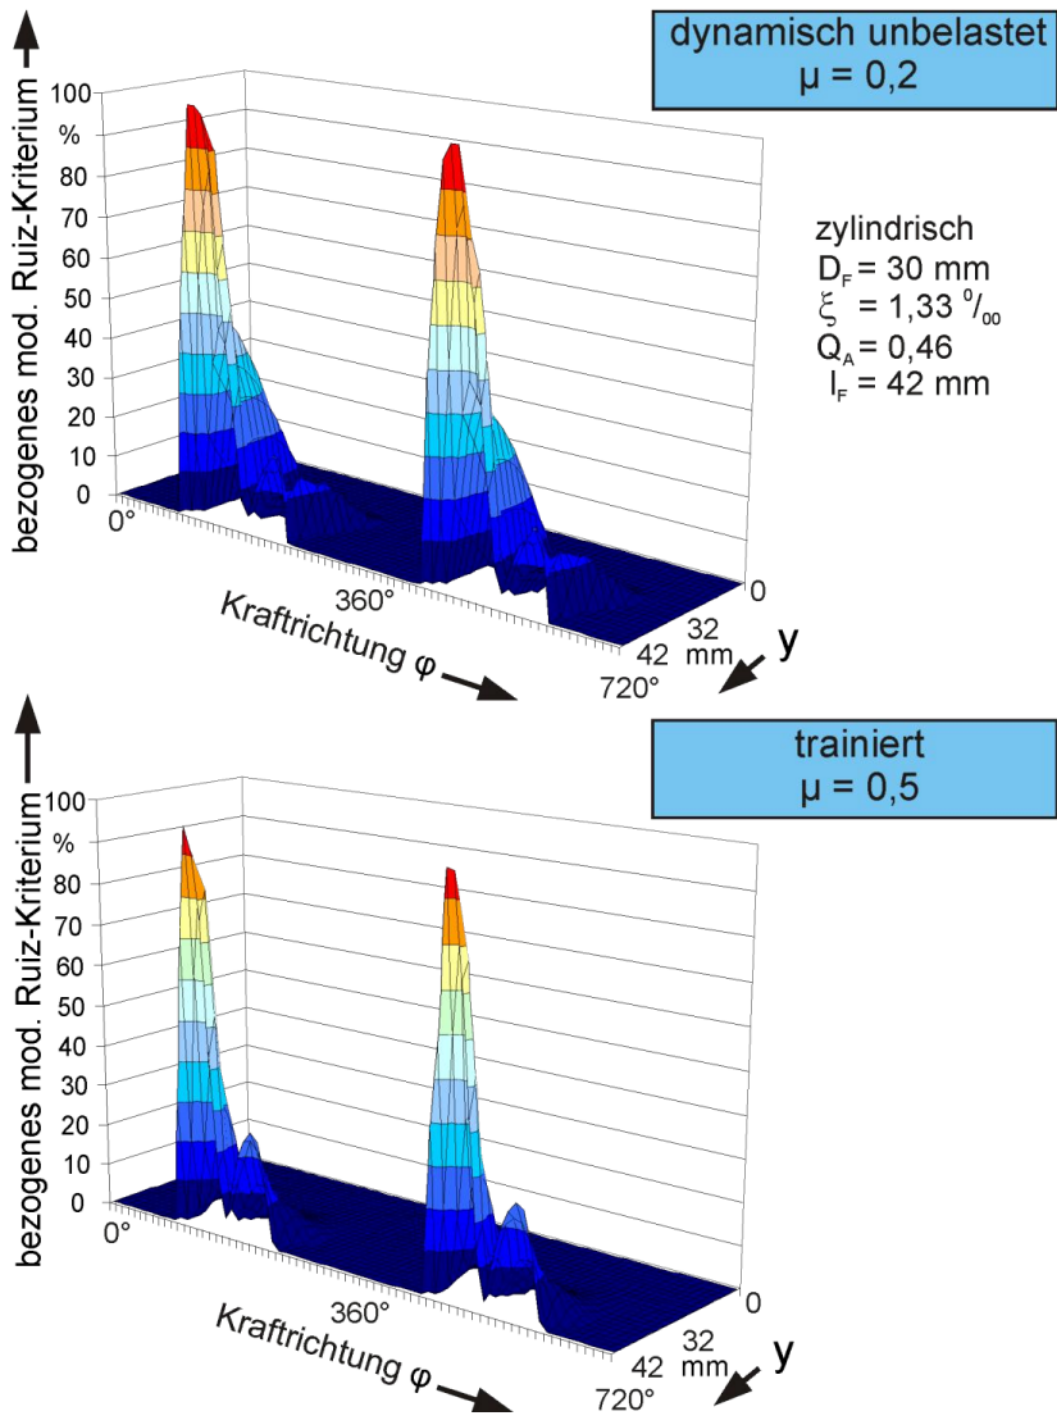 dynamisch unbelastet
μ = 0,2
bezogenes mod. Ruiz-Kriterium
100
%
80
70
60
50
40
30
20
10
0
0°
360°
720°
Kraftrichtung φ
42
32
mm
0
y
zylindrisch
D_F = 30 mm
ξ = 1,33 ⁰/₀₀
Q_A = 0,46
l_F = 42 mm
trainiert
μ = 0,5
bezogenes mod. Ruiz-Kriterium
100
%
80
70
60
50
40
30
20
10
0
0°
360°
720°
Kraftrichtung φ
42
32
mm
0
y